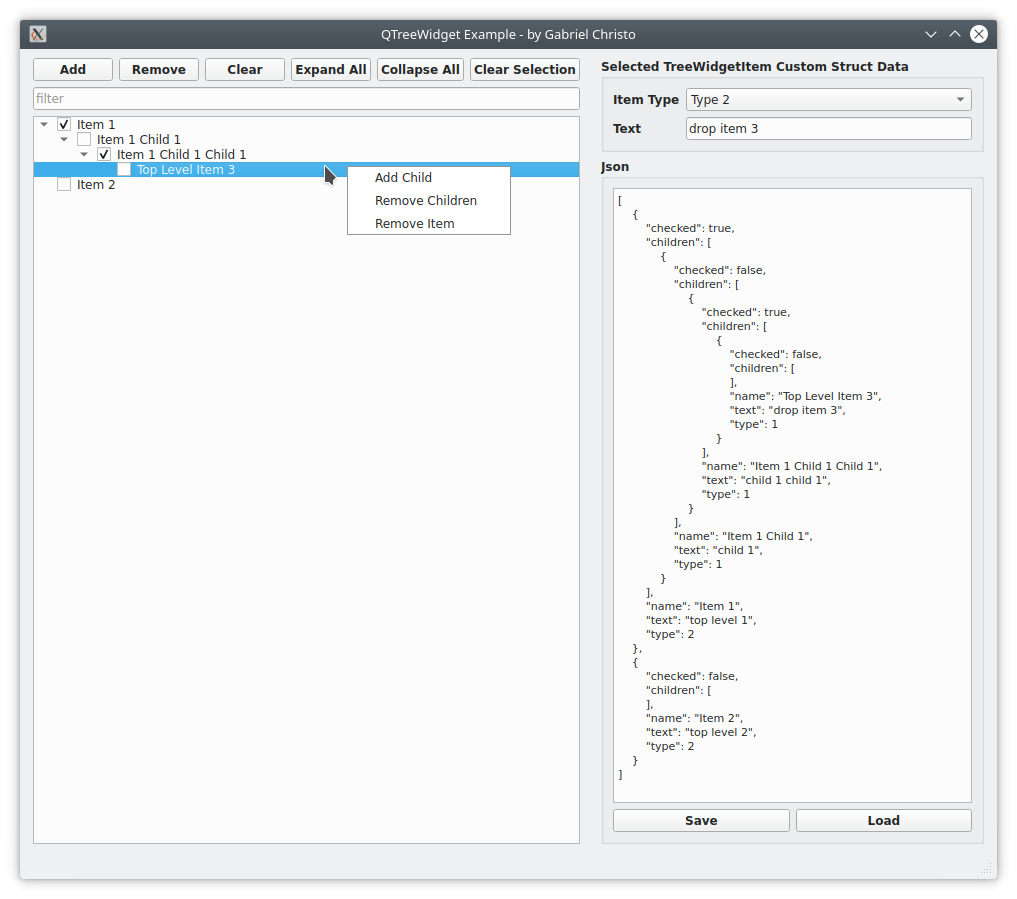 QTreeWidget Example - by Gabriel Christo
Add Remove Clear Expand All Collapse All Clear Selection
filter
Item 1
Item 1 Child 1
Item 1 Child 1 Child 1
Top Level Item 3
Item 2
Add Child
Remove Children
Remove Item
Selected TreeWidgetItem Custom Struct Data
Item Type Type 2
Text drop item 3
Json
[
{
"checked": true,
"children": [
{
"checked": false,
"children": [
{
"checked": true,
"children": [
{
"checked": false,
"children": [
],
"name": "Top Level Item 3",
"text": "drop item 3",
"type": 1
}
],
"name": "Item 1 Child 1 Child 1",
"text": "child 1 child 1",
"type": 1
}
],
"name": "Item 1 Child 1",
"text": "child 1",
"type": 1
}
],
"name": "Item 1",
"text": "top level 1",
"type": 2
},
{
"checked": false,
"children": [
],
"name": "Item 2",
"text": "top level 2",
"type": 2
}
]
Save Load